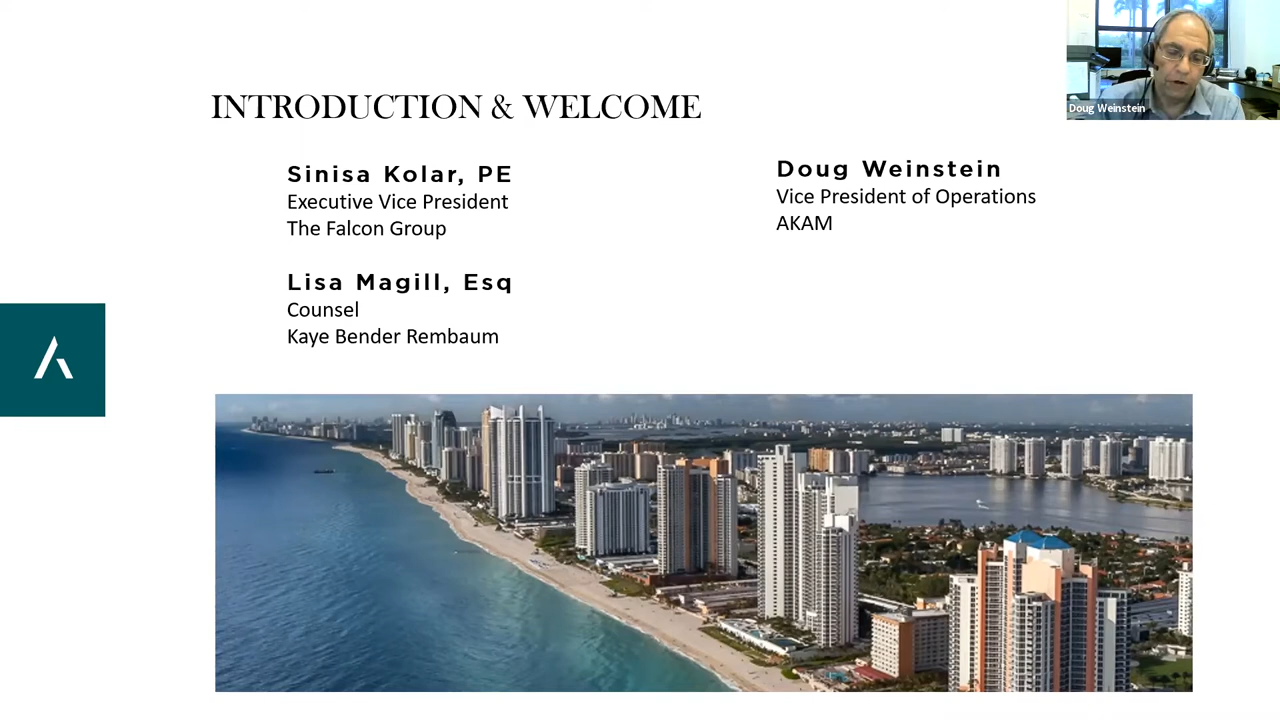 INTRODUCTION & WELCOME
Sinisa Kolar, PE
Executive Vice President
The Falcon Group
Lisa Magill, Esq
Counsel
Kaye Bender Rembaum
Doug Weinstein
Vice President of Operations
AKAM
Doug Weinstein